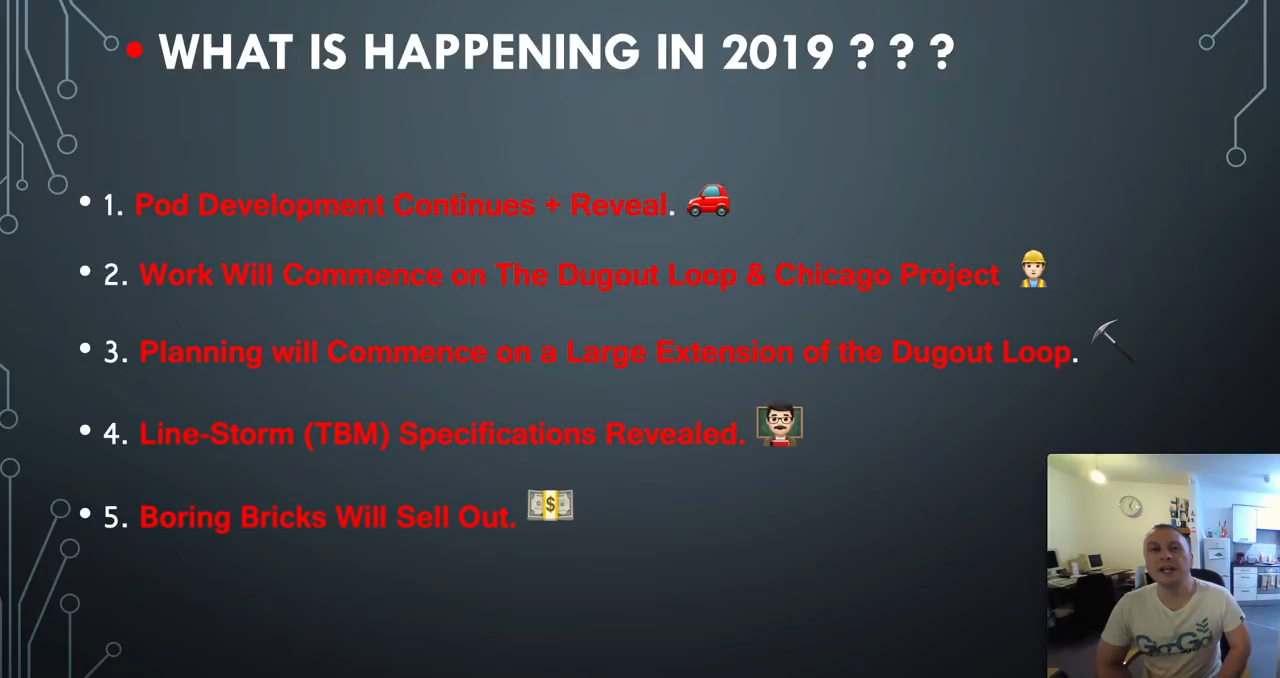 • WHAT IS HAPPENING IN 2019 ? ? ?
• 1. Pod Development Continues + Reveal.
• 2. Work Will Commence on The Dugout Loop & Chicago Project
• 3. Planning will Commence on a Large Extension of the Dugout Loop.
• 4. Line-Storm (TBM) Specifications Revealed.
• 5. Boring Bricks Will Sell Out.